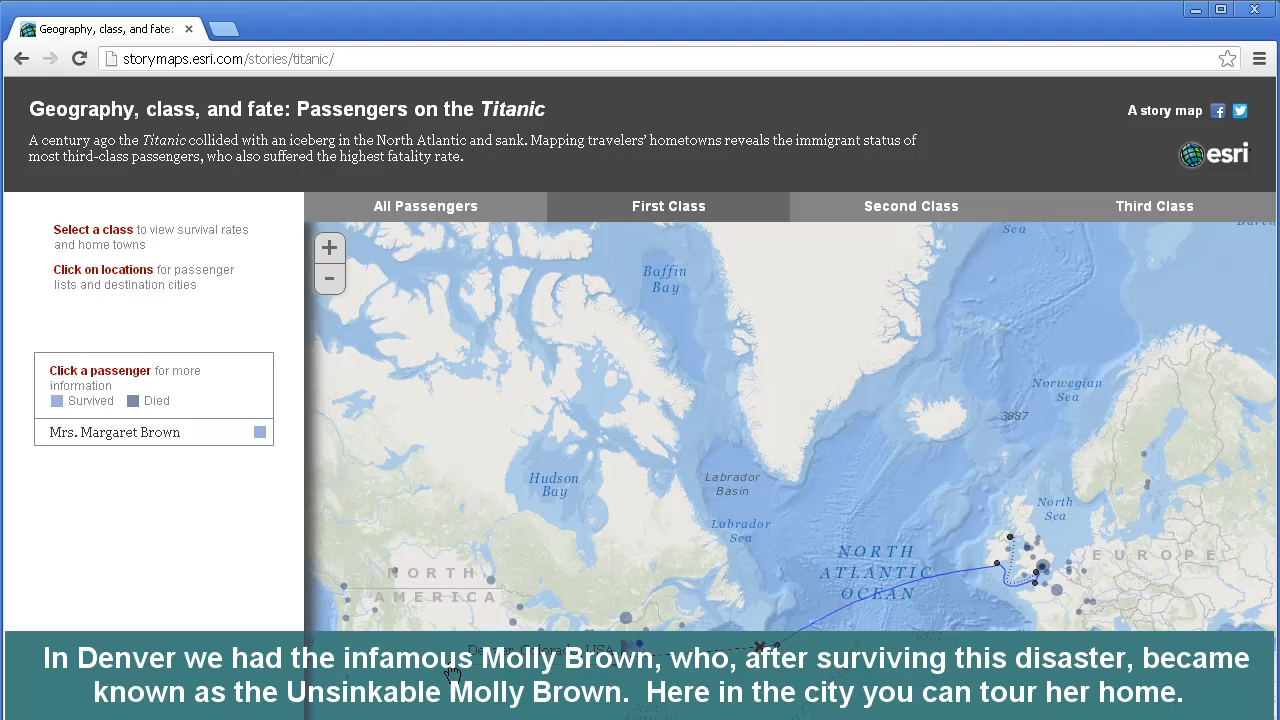 Geography, class, and fate:
storymaps.esri.com/stories/titanic/
Geography, class, and fate: Passengers on the Titanic
A story map
A century ago the Titanic collided with an iceberg in the North Atlantic and sank. Mapping travelers' hometowns reveals the immigrant status of
most third-class passengers, who also suffered the highest fatality rate.
esri
All Passengers
First Class
Second Class
Third Class
Select a class to view survival rates
and home towns
Click on locations for passenger
lists and destination cities
Click a passenger for more
information
Survived
Died
Mrs. Margaret Brown
+
-
Sea
Baffin
Bay
Norwegian
Sea
3887
Hudson
Bay
Labrador
Basin
Labrador
Sea
North
Sea
NORTH
ATLANTIC
OCEAN
EUROPE
NORTH
AMERICA
Denver, Colorado, USA
In Denver we had the infamous Molly Brown, who, after surviving this disaster, became
known as the Unsinkable Molly Brown. Here in the city you can tour her home.